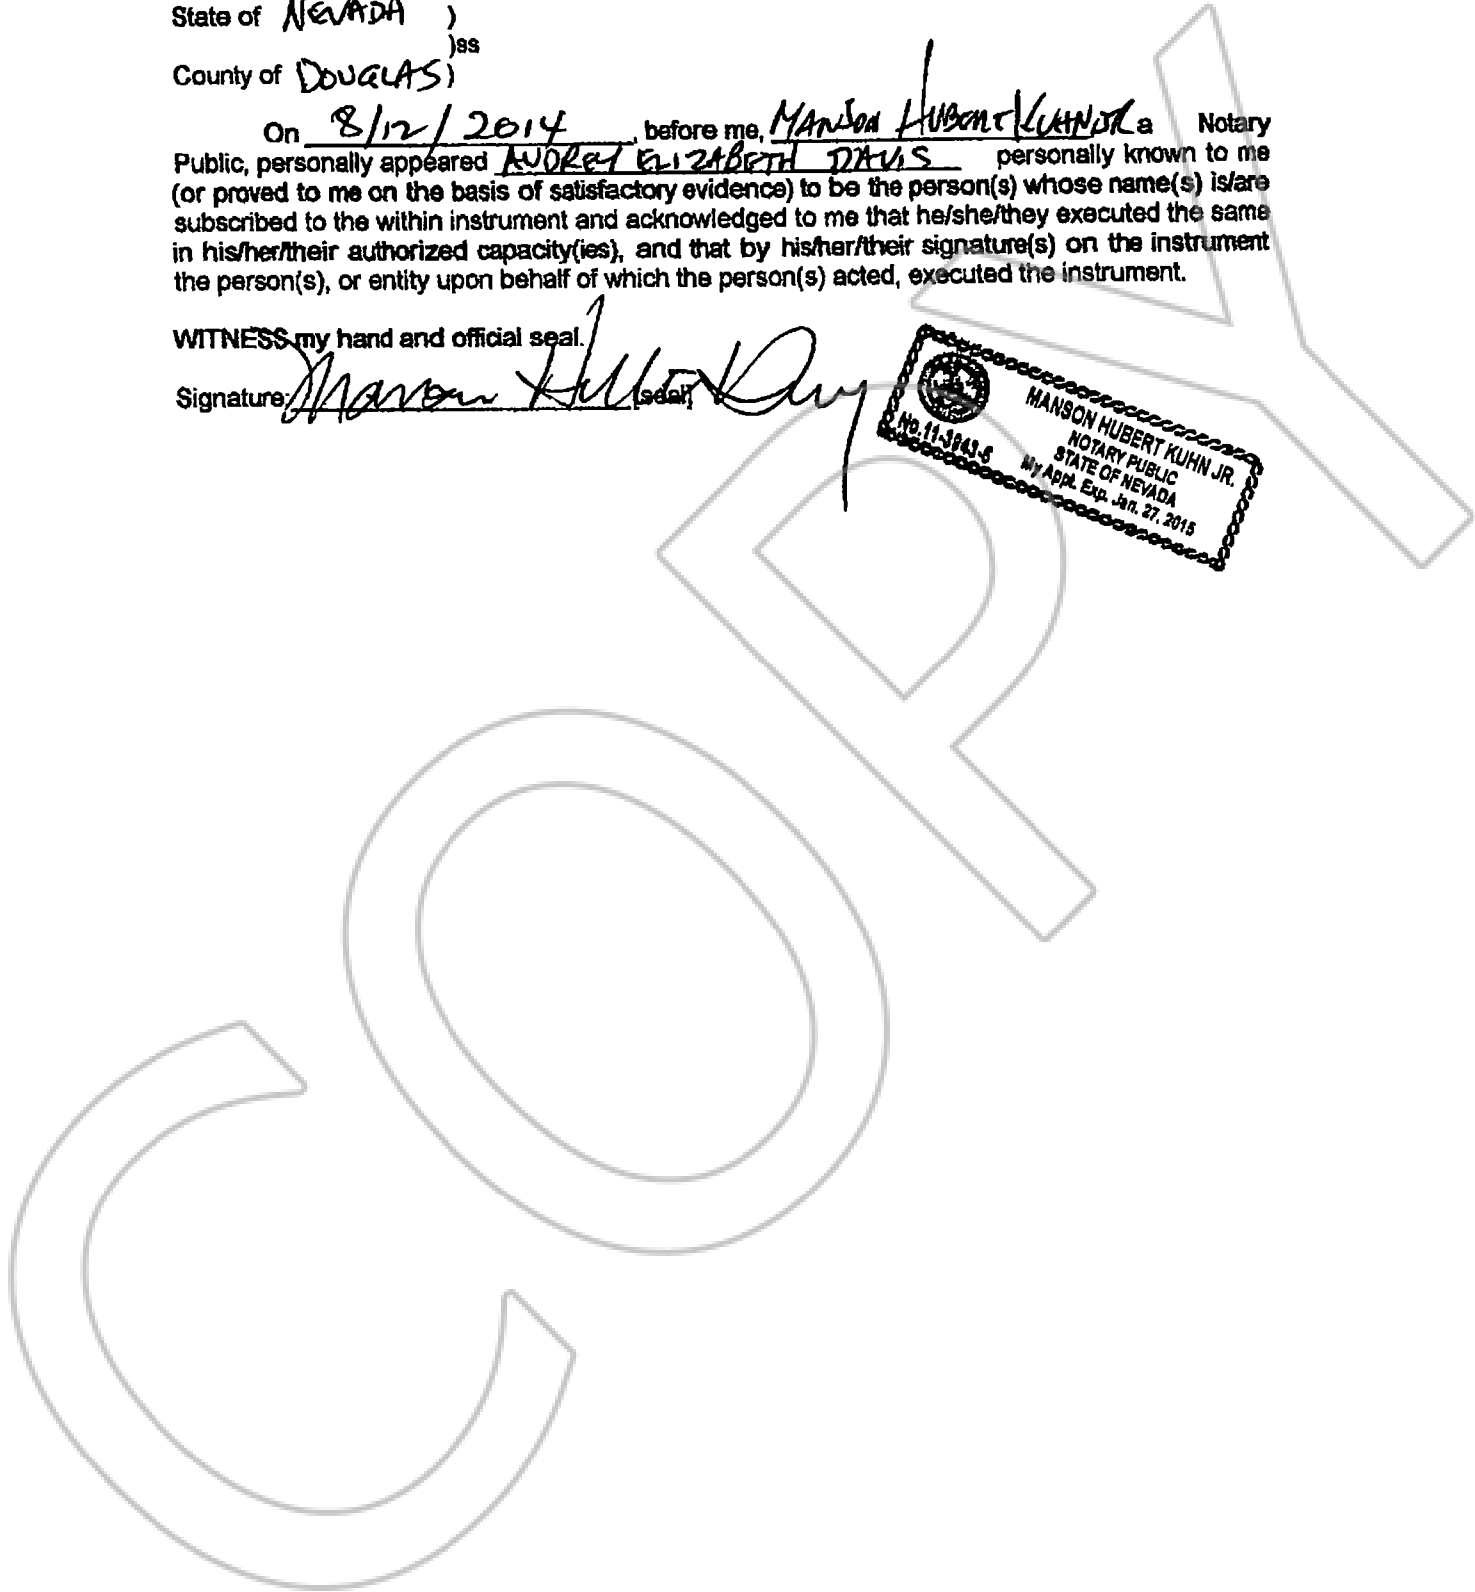 State of NEVADA )
)ss
County of DOUGLAS )
On 8/12/2014, before me, MANSON HUBERT KUHN JR a Notary
Public, personally appeared AUDREY ELIZABETH DAVIS personally known to me
(or proved to me on the basis of satisfactory evidence) to be the person(s) whose name(s) is/are
subscribed to the within instrument and acknowledged to me that he/she/they executed the same
in his/her/their authorized capacity(ies), and that by his/her/their signature(s) on the instrument
the person(s), or entity upon behalf of which the person(s) acted, executed the instrument.
WITNESS my hand and official seal.
Signature: [seal]
MANSON HUBERT KUHN JR.
NOTARY PUBLIC
STATE OF NEVADA
My Appt. Exp. Jan. 27, 2015
No. 11-3943-5
COPY